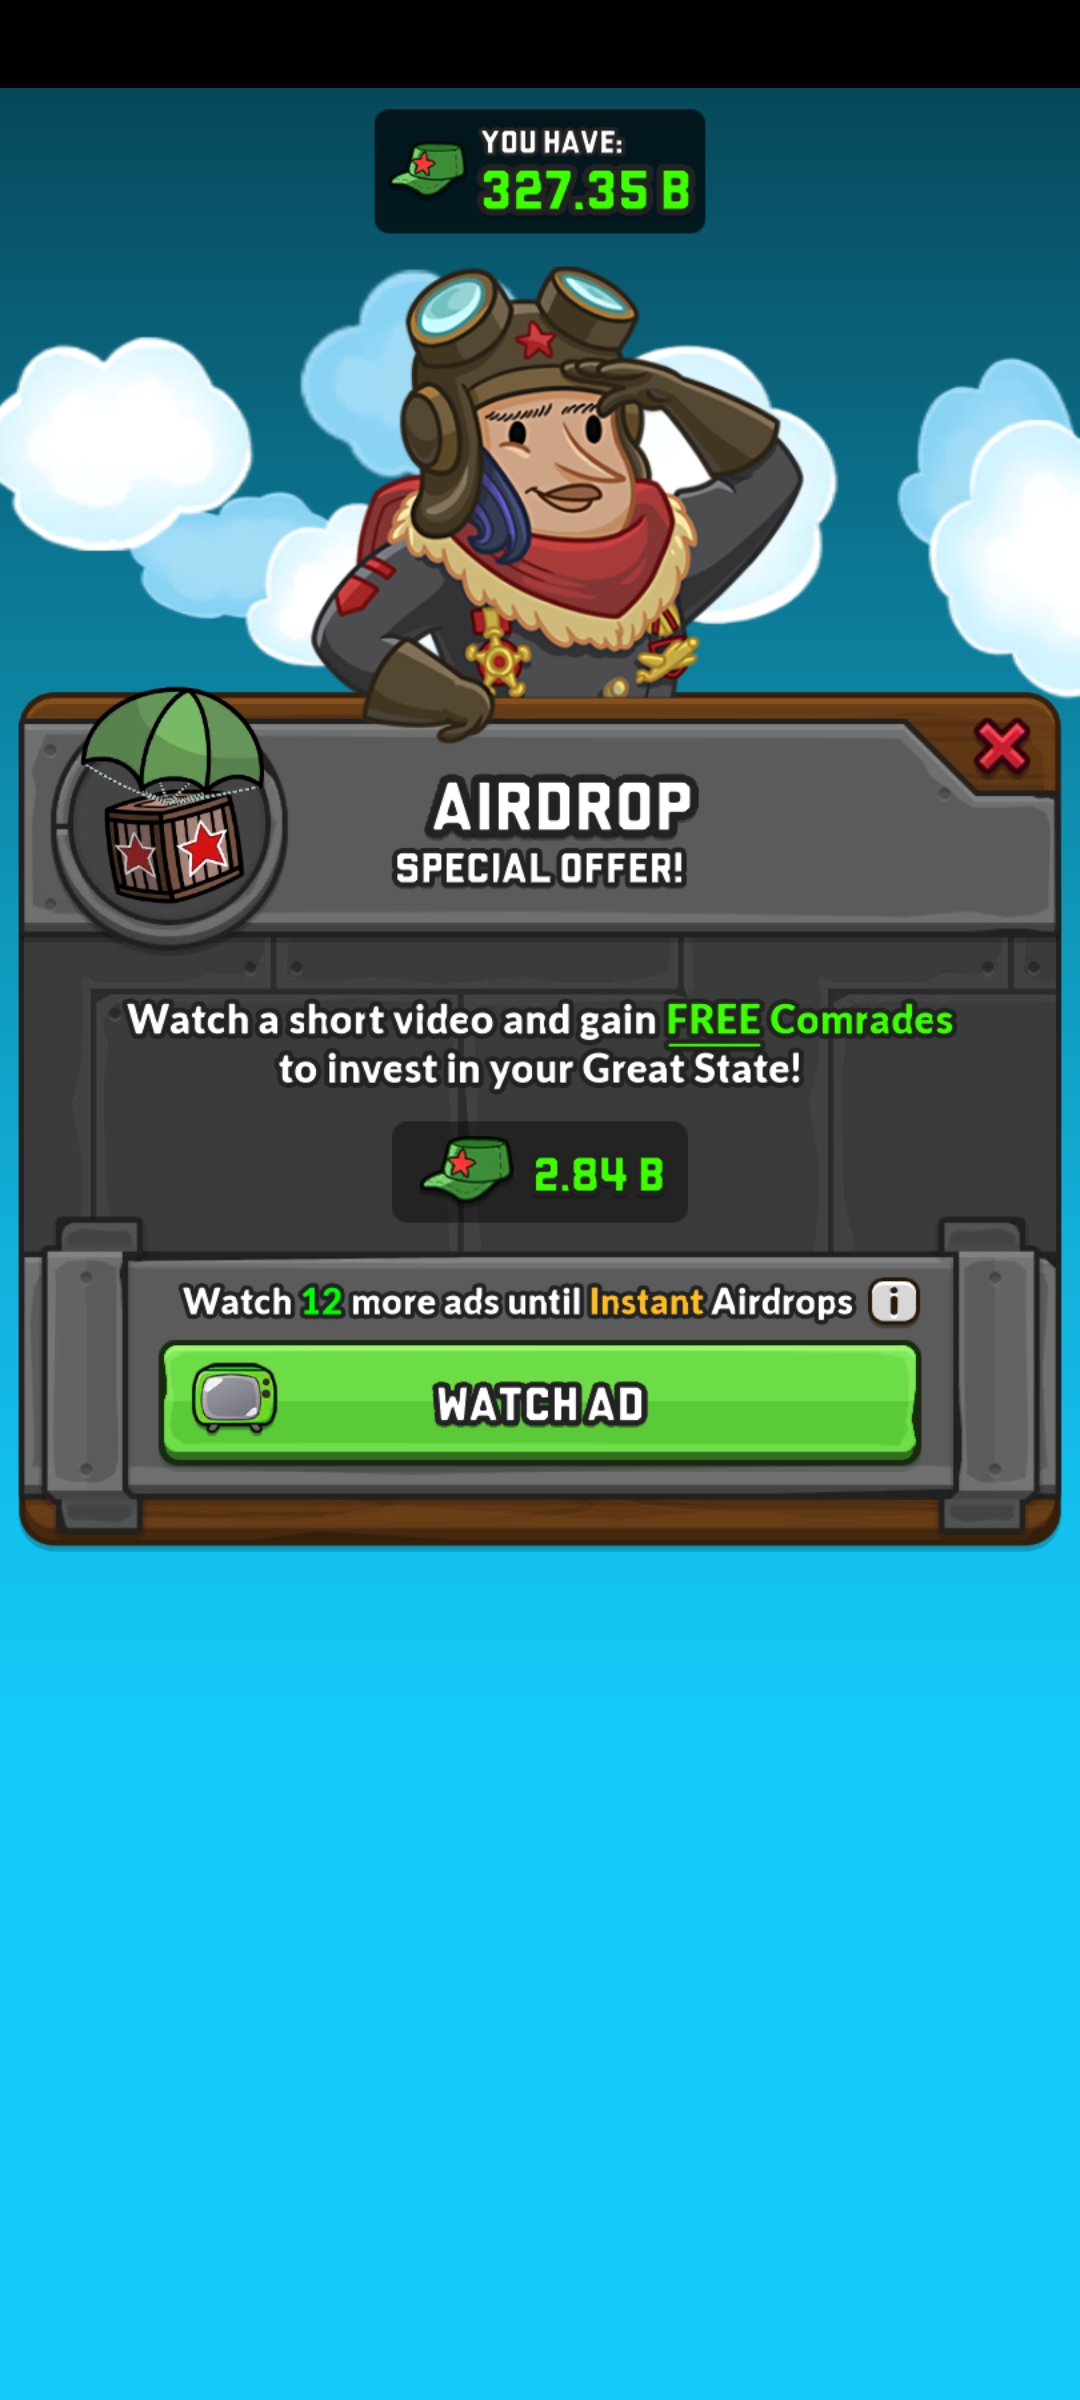 YOU HAVE:
327.35 B
AIRDROP
SPECIAL OFFER!
Watch a short video and gain FREE Comrades
to invest in your Great State!
2.84 B
Watch 12 more ads until Instant Airdrops i
WATCH AD